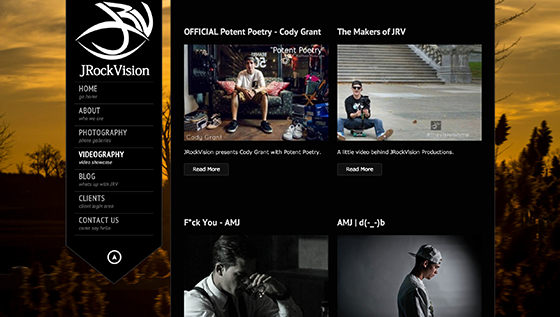 JRockVision
HOME
go home
ABOUT
who we are
PHOTOGRAPHY
photo galleries
VIDEOGRAPHY
video showcase
BLOG
whats up with JRV
CLIENTS
client login area
CONTACT US
come say hello
OFFICIAL Potent Poetry - Cody Grant
"Potent Poetry"
Cody Grant
JRockVision presents Cody Grant with Potent Poetry.
Read More
The Makers of JRV
A little video behind JRockVision Productions.
Read More
F*ck You - AMJ
AMJ | d(-_-)b